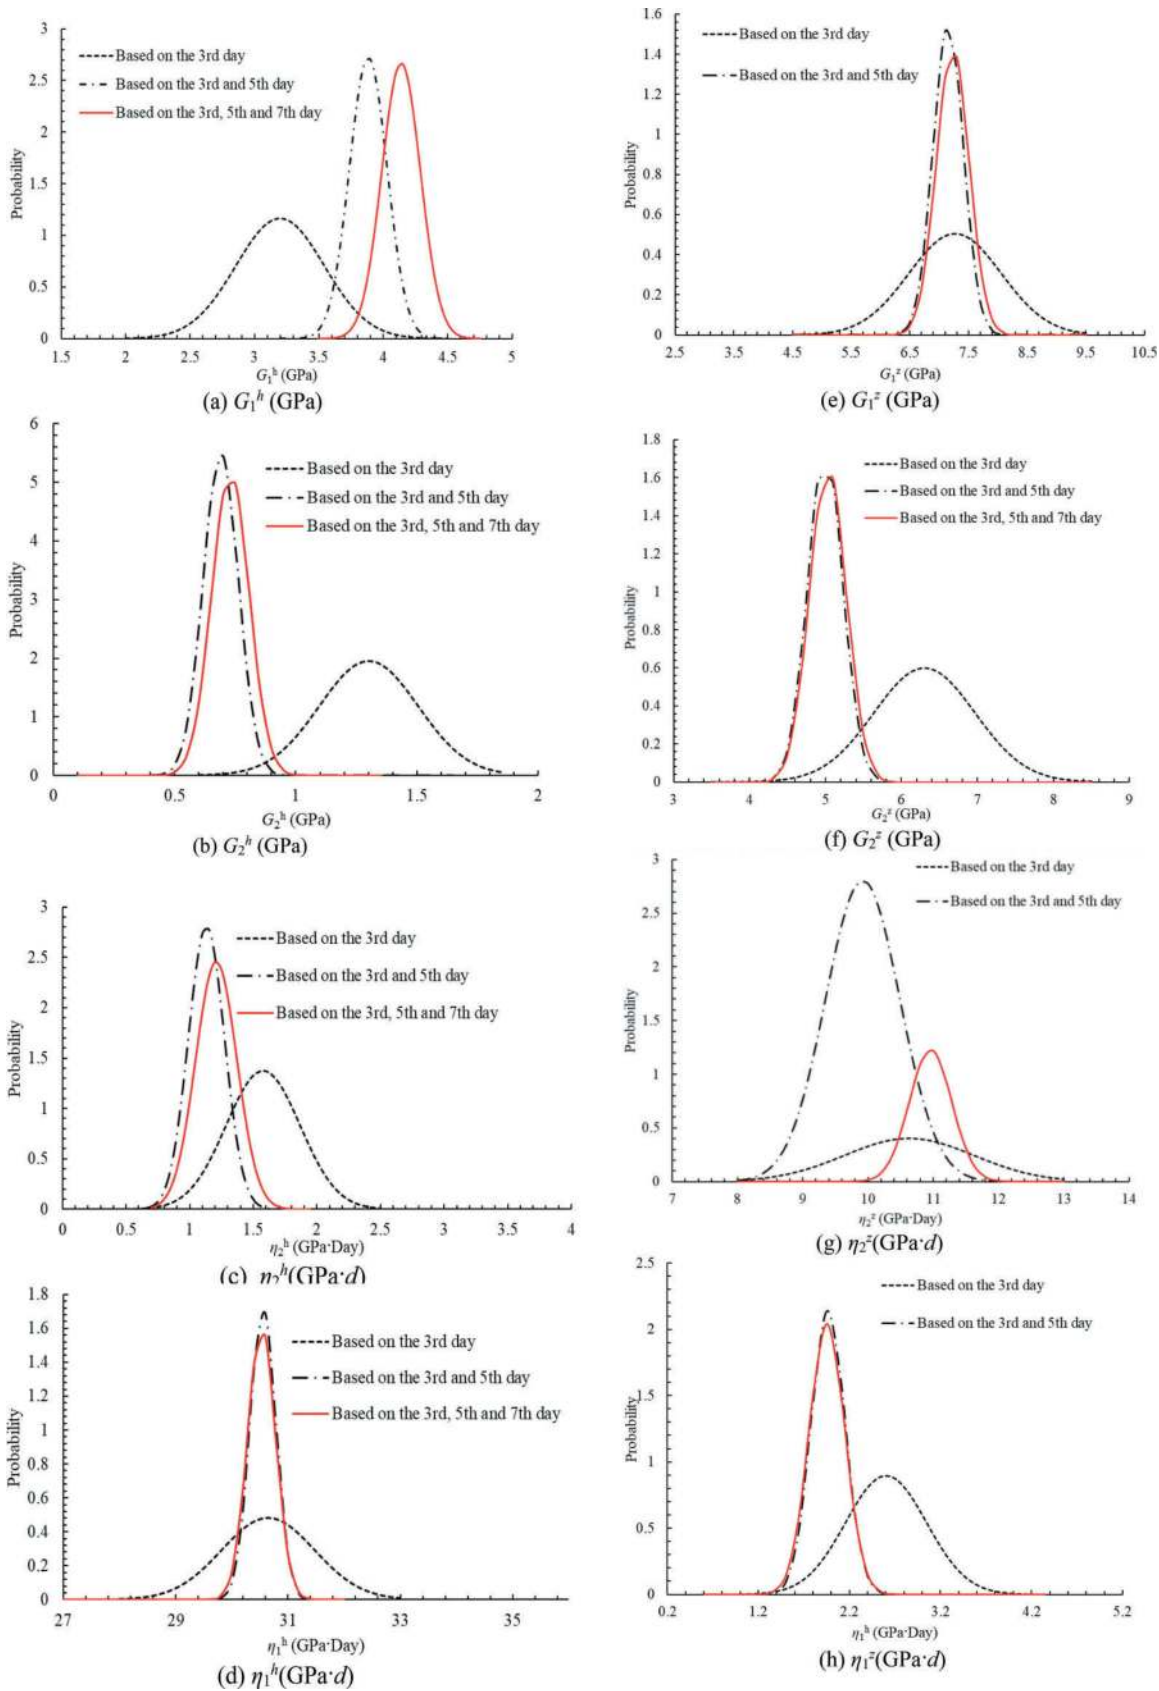 3
2.5
2
1.5
1
0.5
0
Probability
Based on the 3rd day
Based on the 3rd and 5th day
Based on the 3rd, 5th and 7th day
1.5 2 2.5 3 3.5 4 4.5 5
G₁ʰ (GPa)
(a) G₁ʰ (GPa)
1.6
1.4
1.2
1
0.8
0.6
0.4
0.2
0
Probability
Based on the 3rd day
Based on the 3rd and 5th day
2.5 3.5 4.5 5.5 6.5 7.5 8.5 9.5 10.5
G₁ᶻ (GPa)
(e) G₁ᶻ (GPa)
6
5
4
3
2
1
0
Probability
Based on the 3rd day
Based on the 3rd and 5th day
Based on the 3rd, 5th and 7th day
0 0.5 1 1.5 2
G₂ʰ (GPa)
(b) G₂ʰ (GPa)
1.8
1.6
1.4
1.2
1
0.8
0.6
0.4
0.2
0
Probability
Based on the 3rd day
Based on the 3rd and 5th day
Based on the 3rd, 5th and 7th day
3 4 5 6 7 8 9
G₂ᶻ (GPa)
(f) G₂ᶻ (GPa)
3
2.5
2
1.5
1
0.5
0
Probability
Based on the 3rd day
Based on the 3rd and 5th day
Based on the 3rd, 5th and 7th day
0 0.5 1 1.5 2 2.5 3 3.5 4
η₂ʰ (GPa·Day)
(c) η₂ʰ(GPa·d)
3
2.5
2
1.5
1
0.5
0
Probability
Based on the 3rd day
Based on the 3rd and 5th day
7 8 9 10 11 12 13 14
η₂ᶻ (GPa·Day)
(g) η₂ᶻ(GPa·d)
1.8
1.6
1.4
1.2
1
0.8
0.6
0.4
0.2
0
Probability
Based on the 3rd day
Based on the 3rd and 5th day
Based on the 3rd, 5th and 7th day
27 29 31 33 35
η₁ʰ (GPa·Day)
(d) η₁ʰ(GPa·d)
2.5
2
1.5
1
0.5
0
Probability
Based on the 3rd day
Based on the 3rd and 5th day
0.2 1.2 2.2 3.2 4.2 5.2
η₁ʰ (GPa·Day)
(h) η₁ᶻ(GPa·d)